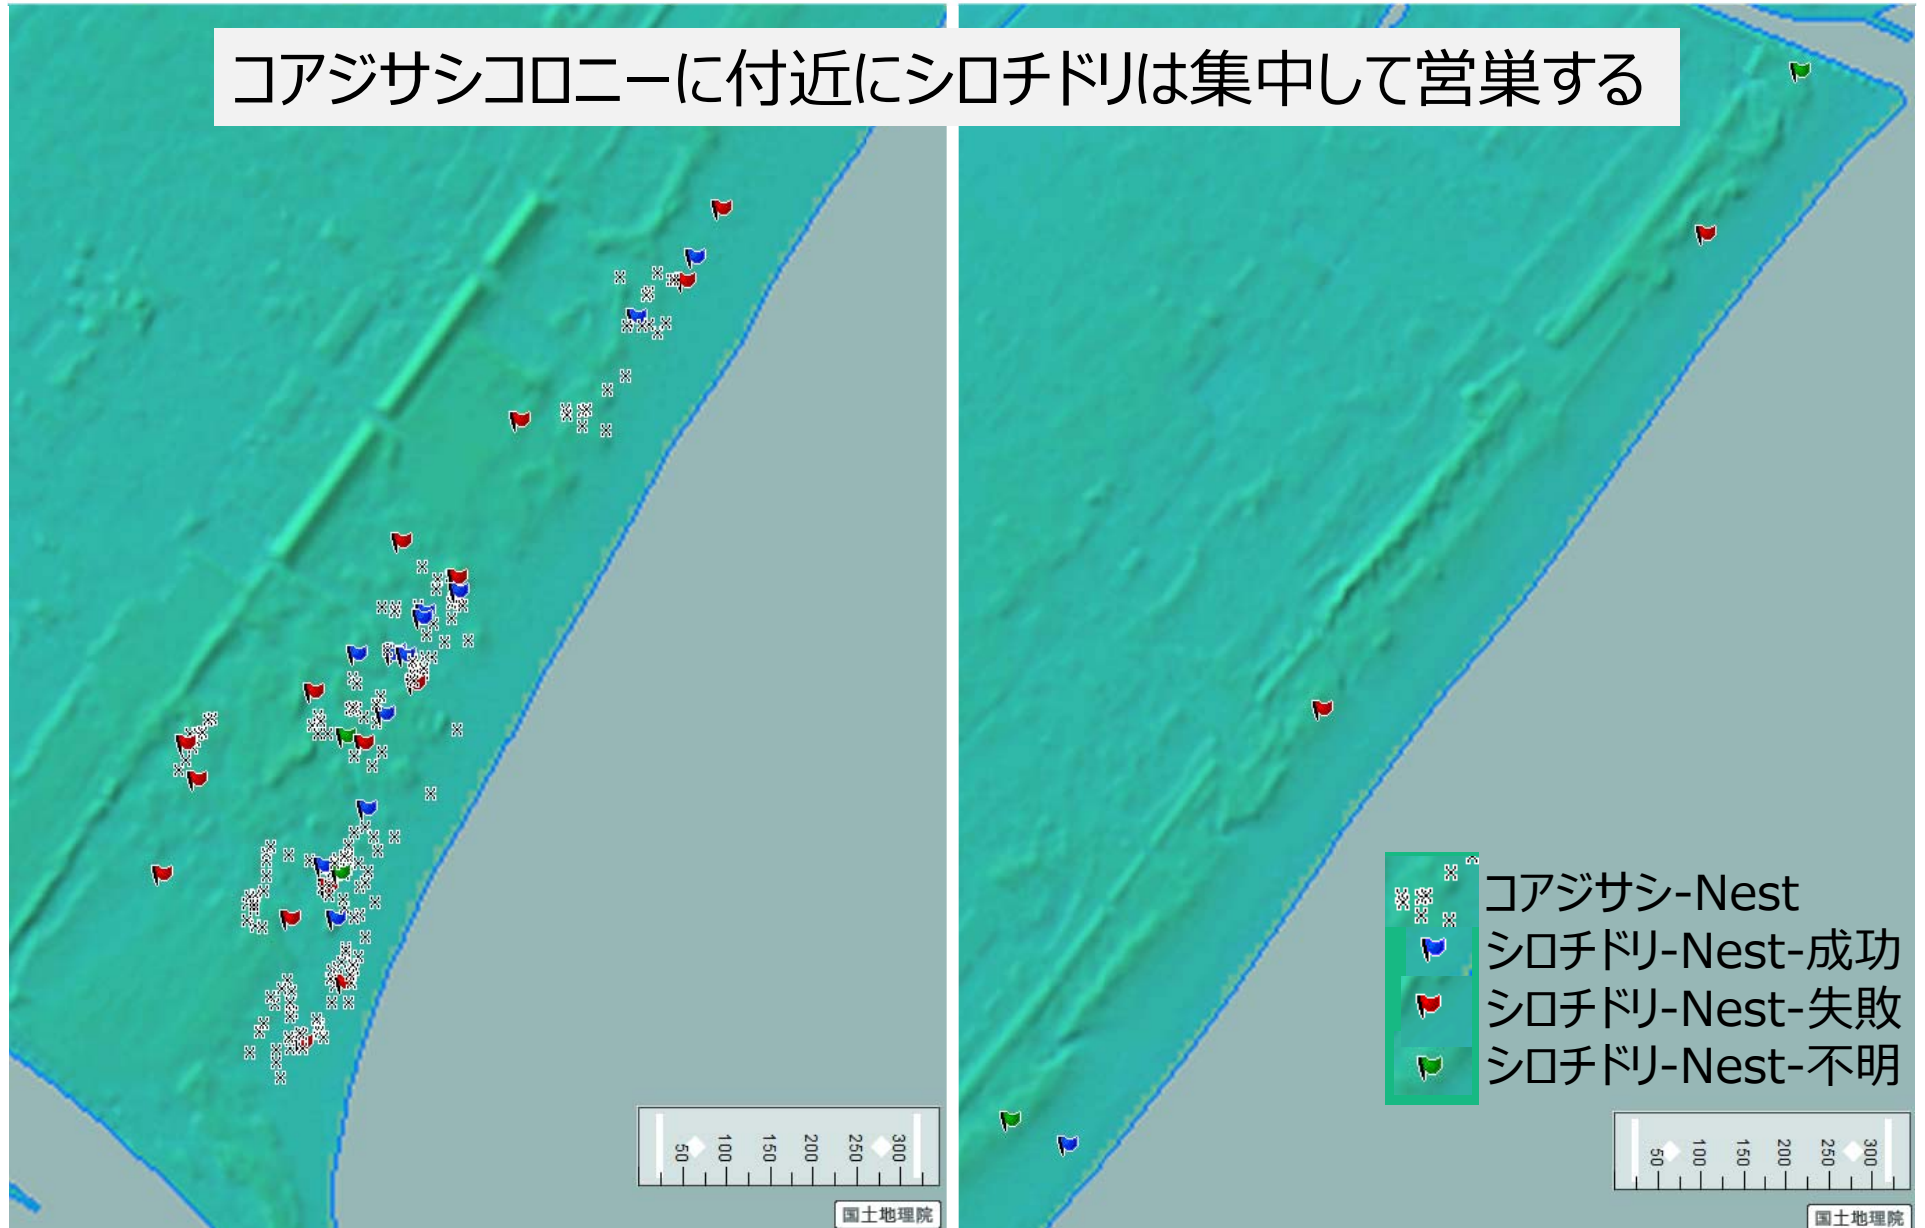 コアジサシコロニーに付近にシロチドリは集中して営巣する
コアジサシ-Nest
シロチドリ-Nest-成功
シロチドリ-Nest-失敗
シロチドリ-Nest-不明
50 100 150 200 250 300
国土地理院
50 100 150 200 250 300
国土地理院